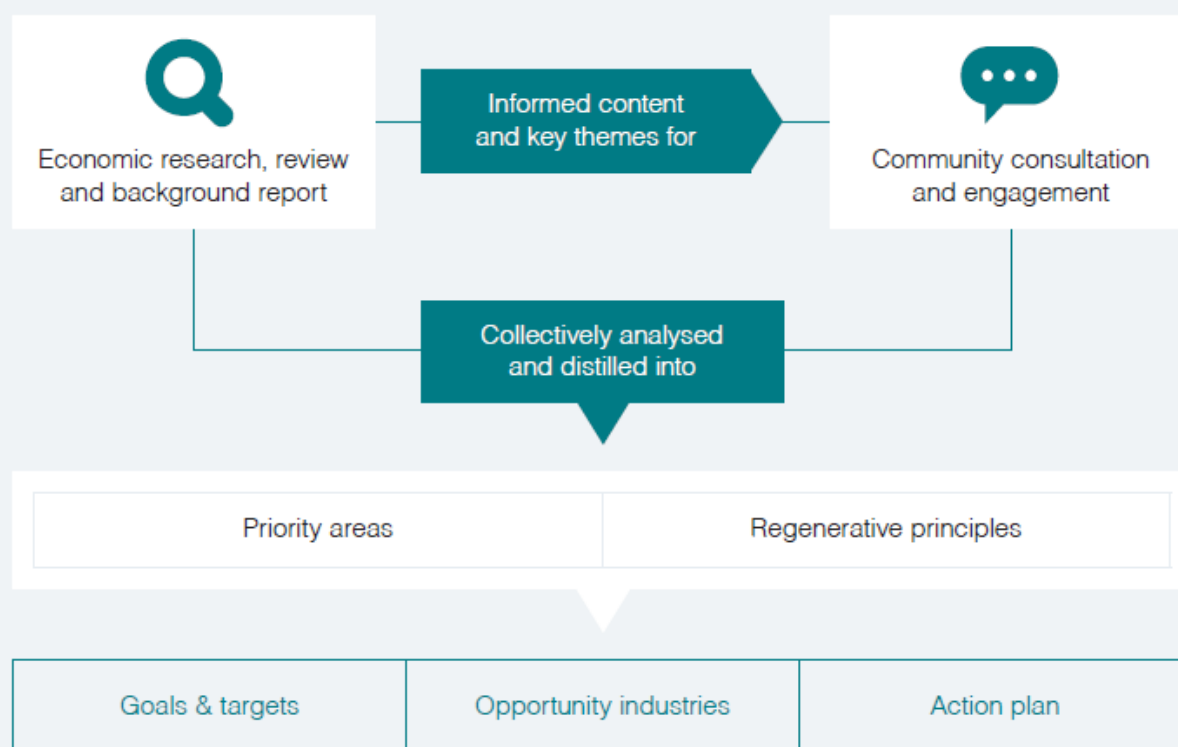 Economic research, review
and background report
Informed content
and key themes for
Community consultation
and engagement
Collectively analysed
and distilled into
Priority areas
Regenerative principles
Goals & targets
Opportunity industries
Action plan